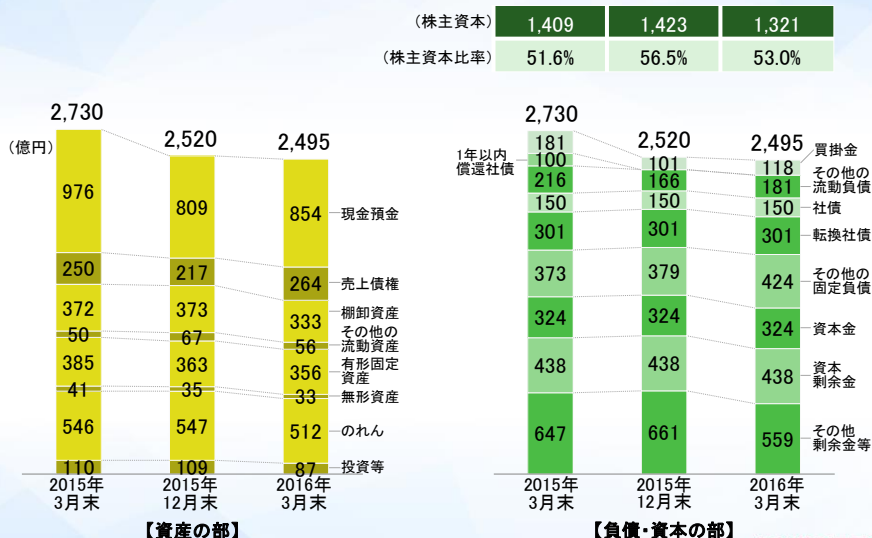 (株主資本) 1,409 1,423 1,321
(株主資本比率) 51.6% 56.5% 53.0%
(億円)
2,730 2,520 2,495
976 809 854 現金預金
250 217 264 売上債権
372 373 333 棚卸資産
50 67 56 その他の
流動資産
385 363 356 有形固定
資産
41 35 33 無形資産
546 547 512 のれん
110 109 87 投資等
2015年
3月末
2015年
12月末
2016年
3月末
【資産の部】
2,730 2,520 2,495
181 101 118 買掛金
1年以内
償還社債
100
216 166 181 その他の
流動負債
150 150 150 社債
301 301 301 転換社債
373 379 424 その他の
固定負債
324 324 324 資本金
438 438 438 資本
剰余金
647 661 559 その他
剰余金等
2015年
3月末
2015年
12月末
2016年
3月末
【負債・資本の部】